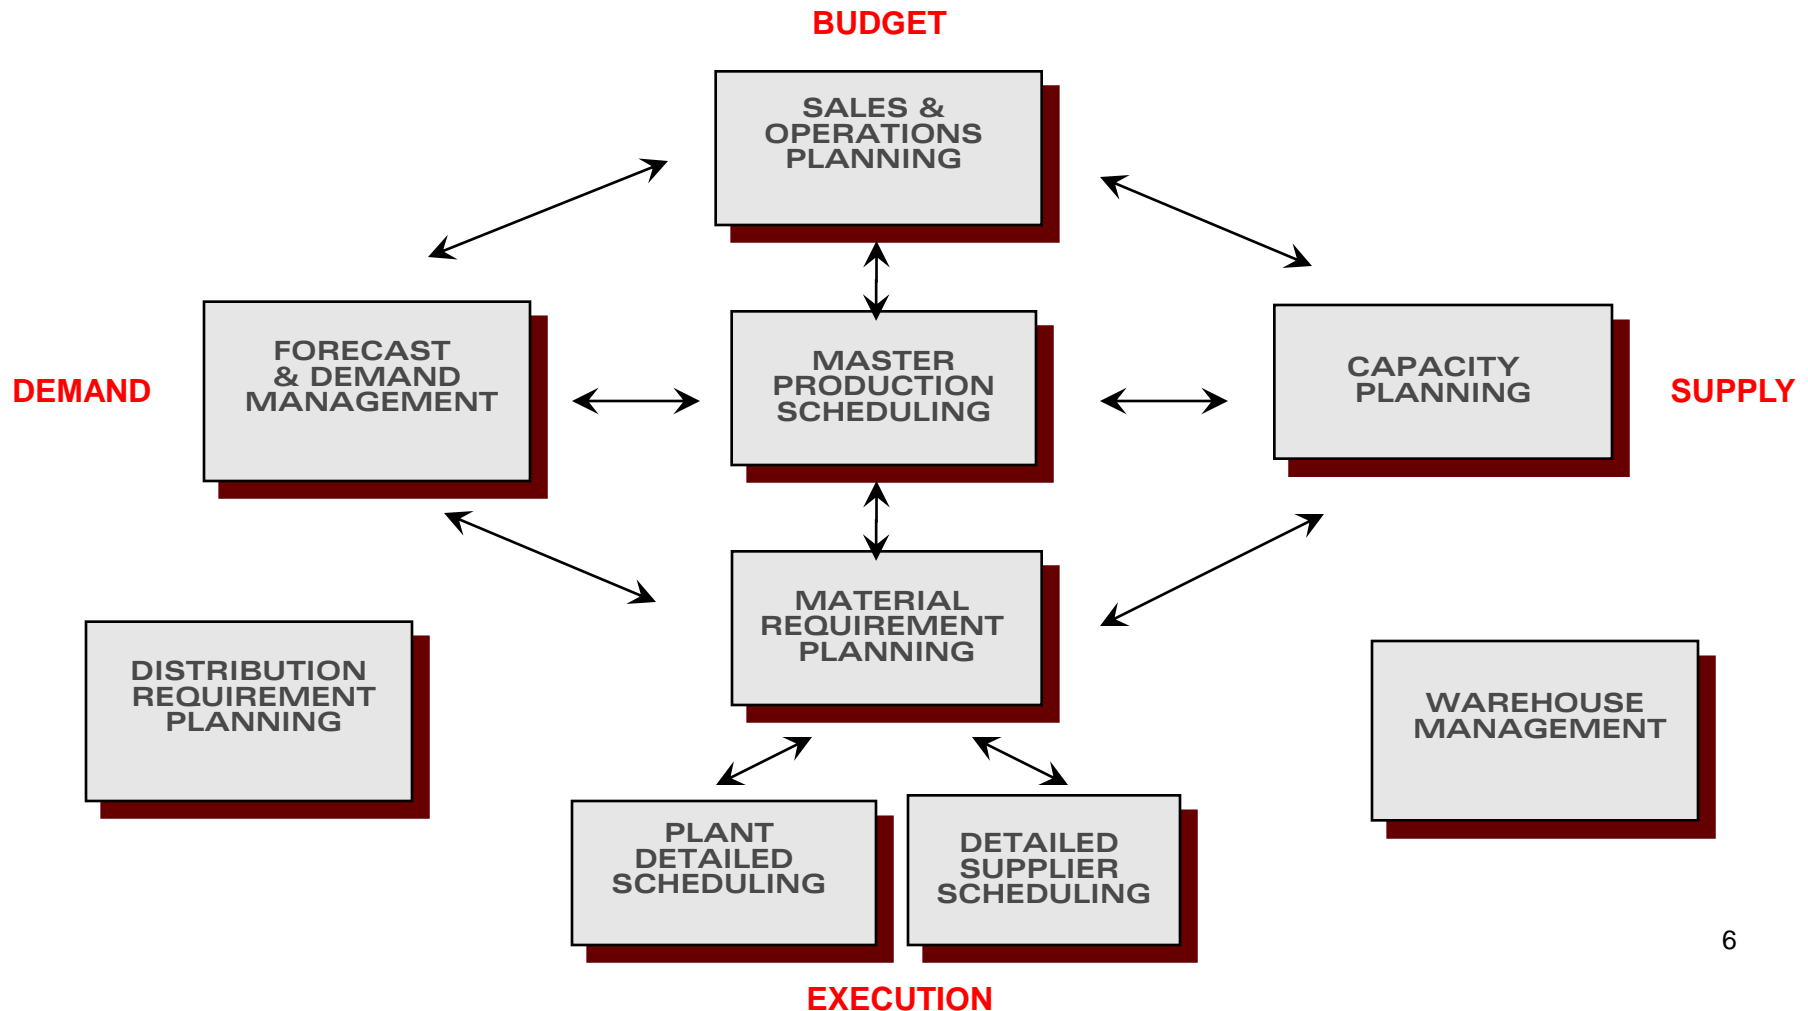 BUDGET
SALES &
OPERATIONS
PLANNING
FORECAST
& DEMAND
MANAGEMENT
DEMAND
MASTER
PRODUCTION
SCHEDULING
CAPACITY
PLANNING
SUPPLY
MATERIAL
REQUIREMENT
PLANNING
DISTRIBUTION
REQUIREMENT
PLANNING
WAREHOUSE
MANAGEMENT
PLANT
DETAILED
SCHEDULING
DETAILED
SUPPLIER
SCHEDULING
6
EXECUTION